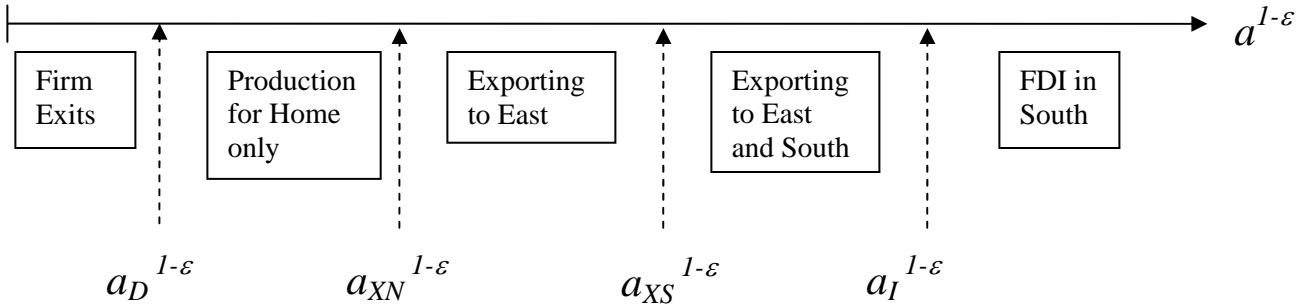 a^{1-ε}
Firm
Exits
Production
for Home
only
Exporting
to East
Exporting
to East
and South
FDI in
South
a_D^{1-ε}
a_{XN}^{1-ε}
a_{XS}^{1-ε}
a_I^{1-ε}